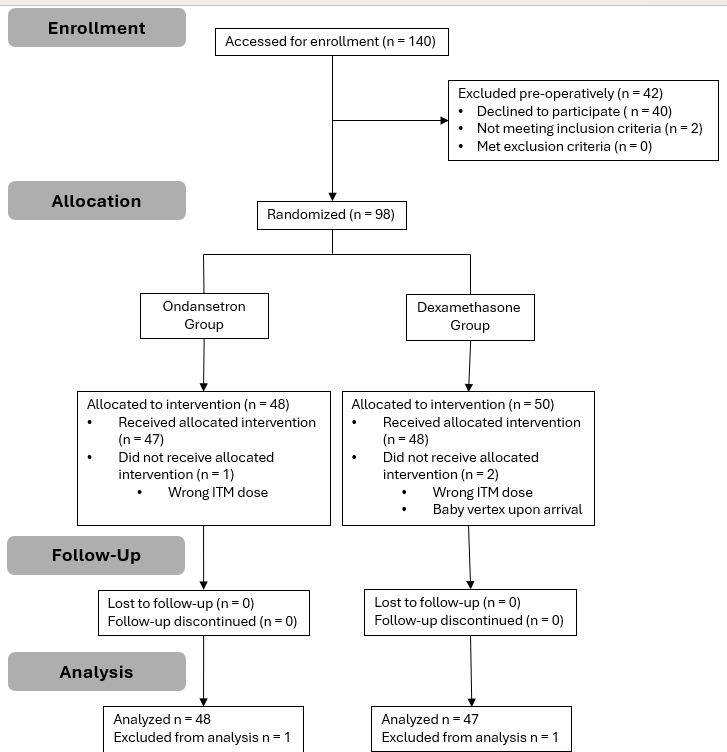 Enrollment
Accessed for enrollment (n = 140)
Excluded pre-operatively (n = 42)
• Declined to participate ( n = 40)
• Not meeting inclusion criteria (n = 2)
• Met exclusion criteria (n = 0)
Allocation
Randomized (n = 98)
Ondansetron
Group
Dexamethasone
Group
Allocated to intervention (n = 48)
• Received allocated intervention
(n = 47)
• Did not receive allocated
intervention (n = 1)
• Wrong ITM dose
Allocated to intervention (n = 50)
• Received allocated intervention
(n = 48)
• Did not receive allocated
intervention (n = 2)
• Wrong ITM dose
• Baby vertex upon arrival
Follow-Up
Lost to follow-up (n = 0)
Follow-up discontinued (n = 0)
Lost to follow-up (n = 0)
Follow-up discontinued (n = 0)
Analysis
Analyzed n = 48
Excluded from analysis n = 1
Analyzed n = 47
Excluded from analysis n = 1